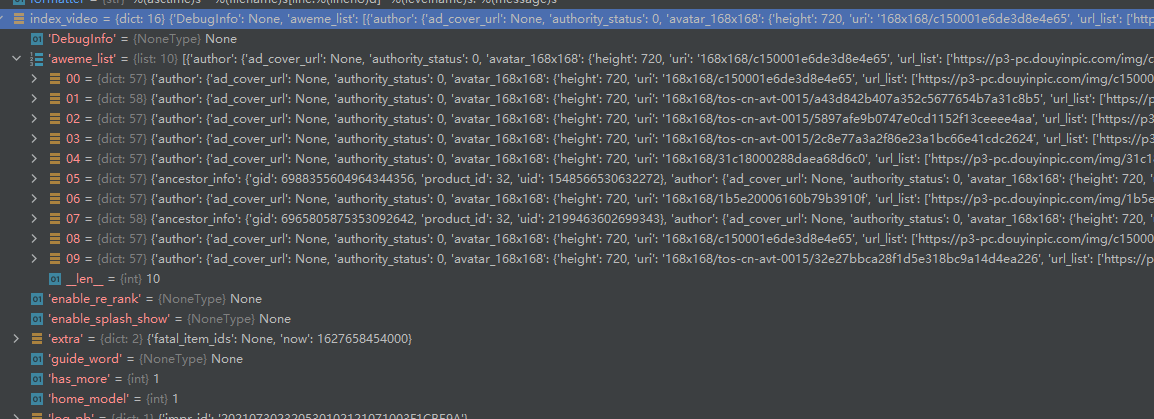 index_video = {dict: 16} {'DebugInfo': None, 'aweme_list': [{'author': {'ad_cover_url': None, 'authority_status': 0, 'avatar_168x168': {'height': 720, 'uri': '168x168/c150001e6de3d8e4e65', 'url_list': ['http
'DebugInfo' = {NoneType} None
'aweme_list' = {list: 10} [{'author': {'ad_cover_url': None, 'authority_status': 0, 'avatar_168x168': {'height': 720, 'uri': '168x168/c150001e6de3d8e4e65', 'url_list': ['https://p3-pc.douyinpic.com/img/c
00 = {dict: 57} {'author': {'ad_cover_url': None, 'authority_status': 0, 'avatar_168x168': {'height': 720, 'uri': '168x168/c150001e6de3d8e4e65', 'url_list': ['https://p3-pc.douyinpic.com/img/c15000
01 = {dict: 58} {'author': {'ad_cover_url': None, 'authority_status': 0, 'avatar_168x168': {'height': 720, 'uri': '168x168/tos-cn-avt-0015/a43d842b407a352c5677654b7a31c8b5', 'url_list': ['https://p3
02 = {dict: 57} {'author': {'ad_cover_url': None, 'authority_status': 0, 'avatar_168x168': {'height': 720, 'uri': '168x168/tos-cn-avt-0015/5897afe9b0747e0cd1152f13ceeee4aa', 'url_list': ['https://p3
03 = {dict: 57} {'author': {'ad_cover_url': None, 'authority_status': 0, 'avatar_168x168': {'height': 720, 'uri': '168x168/tos-cn-avt-0015/2c8e77a3a2f86e23a1bc66e41cdc2624', 'url_list': ['https://p3
04 = {dict: 57} {'author': {'ad_cover_url': None, 'authority_status': 0, 'avatar_168x168': {'height': 720, 'uri': '168x168/31c18000288daea68d6c0', 'url_list': ['https://p3-pc.douyinpic.com/img/31c1
05 = {dict: 57} {'ancestor_info': {'gid': 6988355604964344356, 'product_id': 32, 'uid': 1548566530632272}, 'author': {'ad_cover_url': None, 'authority_status': 0, 'avatar_168x168': {'height': 720,
06 = {dict: 57} {'author': {'ad_cover_url': None, 'authority_status': 0, 'avatar_168x168': {'height': 720, 'uri': '168x168/1b5e20006160b79b3910f', 'url_list': ['https://p3-pc.douyinpic.com/img/1b5e
07 = {dict: 58} {'ancestor_info': {'gid': 6965805875353092642, 'product_id': 32, 'uid': 2199463602699343}, 'author': {'ad_cover_url': None, 'authority_status': 0, 'avatar_168x168': {'height': 720,
08 = {dict: 57} {'author': {'ad_cover_url': None, 'authority_status': 0, 'avatar_168x168': {'height': 720, 'uri': '168x168/c150001e6de3d8e4e65', 'url_list': ['https://p3-pc.douyinpic.com/img/c15000
09 = {dict: 57} {'author': {'ad_cover_url': None, 'authority_status': 0, 'avatar_168x168': {'height': 720, 'uri': '168x168/tos-cn-avt-0015/32e27bbca28f1d5e318bc9a14d4ea226', 'url_list': ['https://p
__len__ = {int} 10
'enable_re_rank' = {NoneType} None
'enable_splash_show' = {NoneType} None
'extra' = {dict: 2} {'fatal_item_ids': None, 'now': 1627658454000}
'guide_word' = {NoneType} None
'has_more' = {int} 1
'home_model' = {int} 1